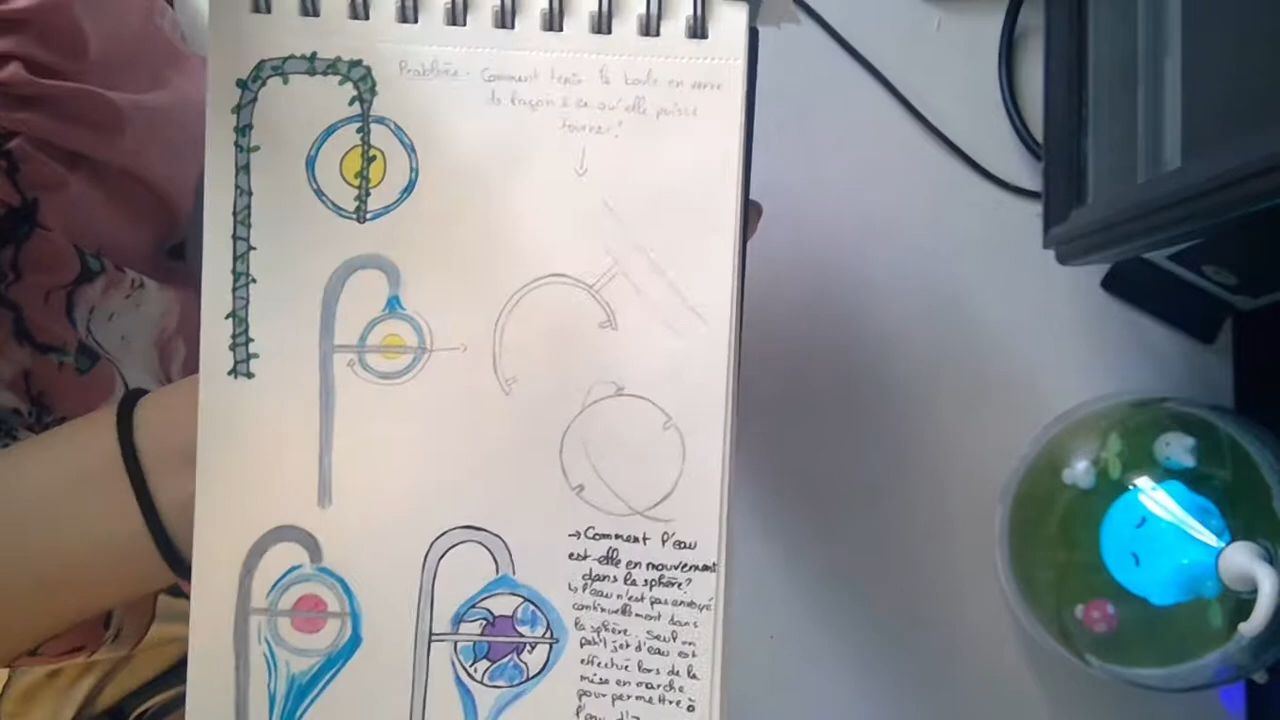 Problème. Comment tenir la boule en verre
de façon à ce qu'elle puisse
tourner?
→ Comment l'eau
est-elle en mouvement
dans la sphère?
↳ l'eau n'est pas envoyé
continuellement dans
la sphère. Seul un
petit jet d'eau est
effectué lors de la
mise en marche
pour permettre à
l'eau